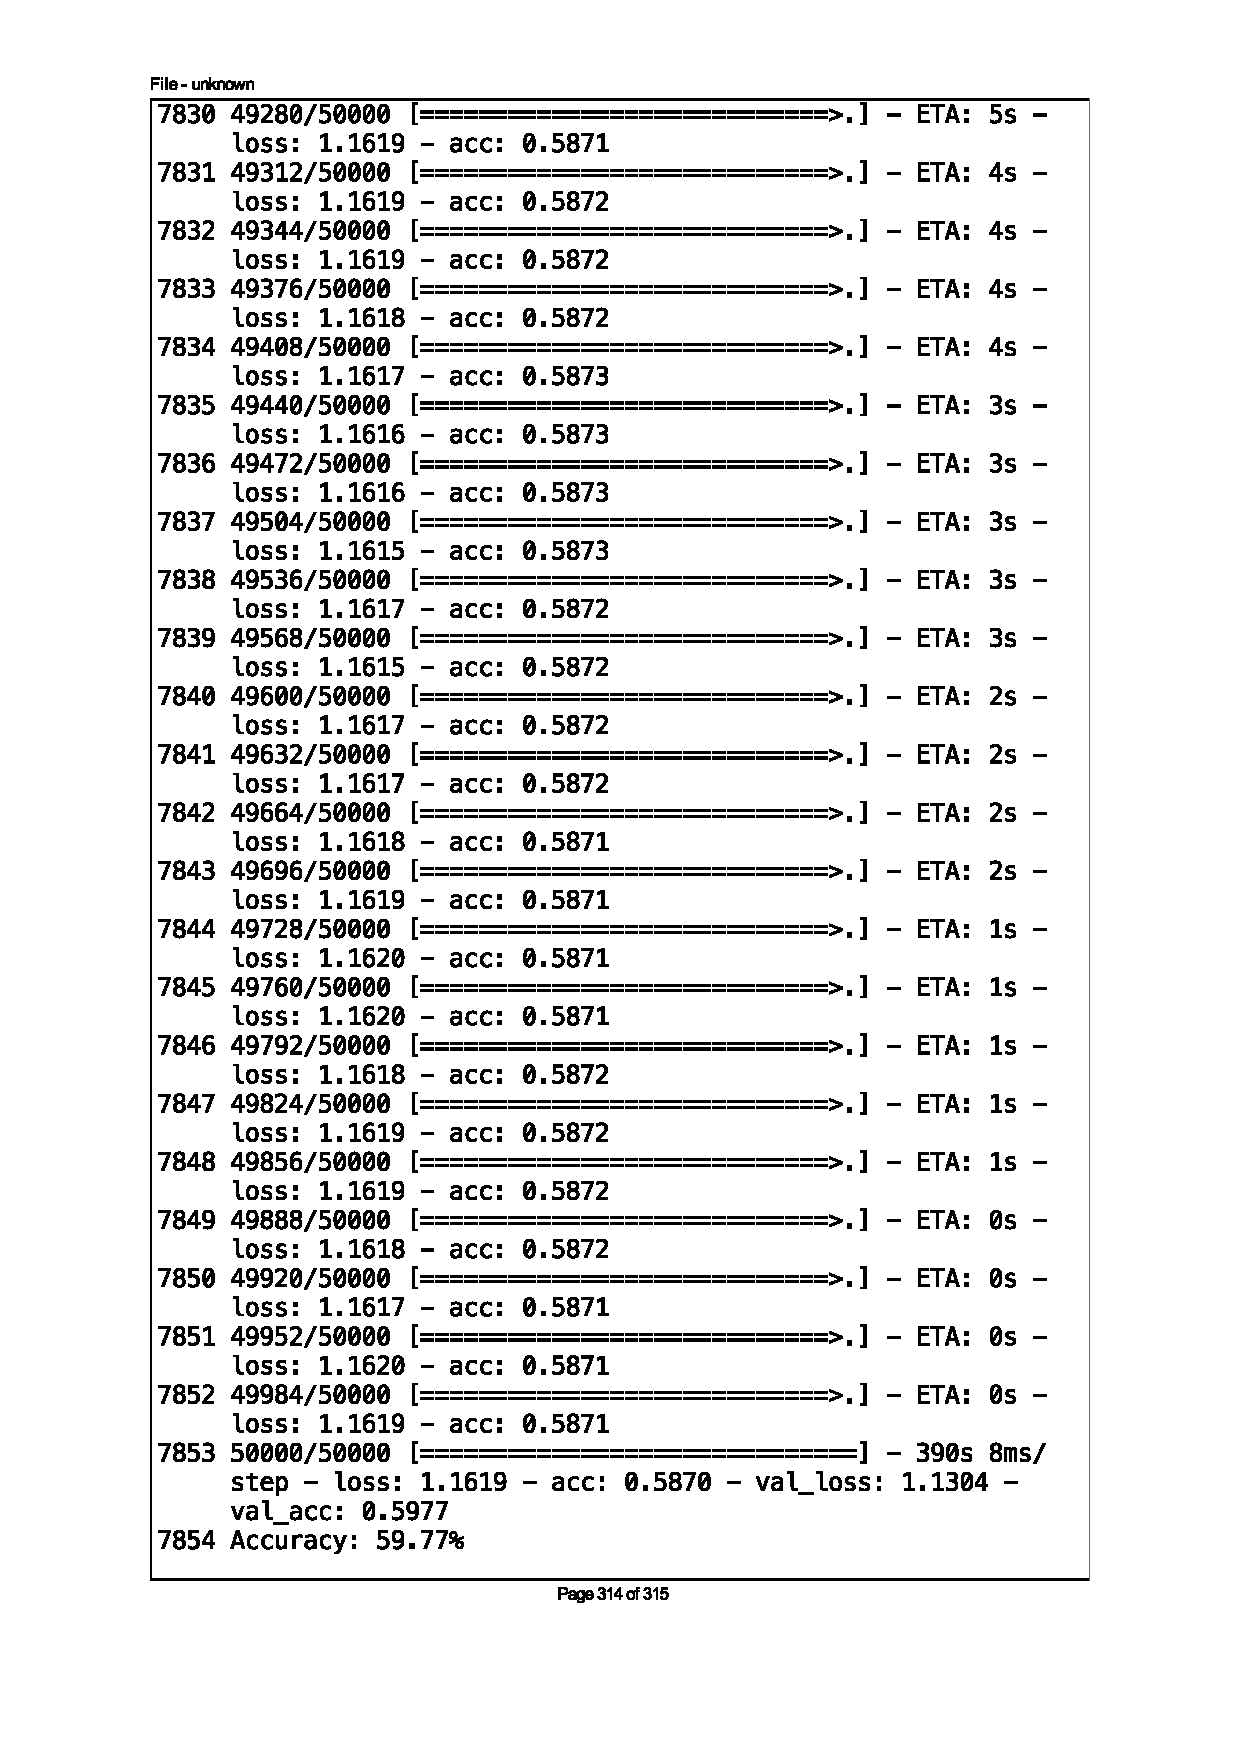 File - unknown
7830 49280/50000 [============================>.] - ETA: 5s -
loss: 1.1619 - acc: 0.5871
7831 49312/50000 [============================>.] - ETA: 4s -
loss: 1.1619 - acc: 0.5872
7832 49344/50000 [============================>.] - ETA: 4s -
loss: 1.1619 - acc: 0.5872
7833 49376/50000 [============================>.] - ETA: 4s -
loss: 1.1618 - acc: 0.5872
7834 49408/50000 [============================>.] - ETA: 4s -
loss: 1.1617 - acc: 0.5873
7835 49440/50000 [============================>.] - ETA: 3s -
loss: 1.1616 - acc: 0.5873
7836 49472/50000 [============================>.] - ETA: 3s -
loss: 1.1616 - acc: 0.5873
7837 49504/50000 [============================>.] - ETA: 3s -
loss: 1.1615 - acc: 0.5873
7838 49536/50000 [============================>.] - ETA: 3s -
loss: 1.1617 - acc: 0.5872
7839 49568/50000 [============================>.] - ETA: 3s -
loss: 1.1615 - acc: 0.5872
7840 49600/50000 [============================>.] - ETA: 2s -
loss: 1.1617 - acc: 0.5872
7841 49632/50000 [============================>.] - ETA: 2s -
loss: 1.1617 - acc: 0.5872
7842 49664/50000 [============================>.] - ETA: 2s -
loss: 1.1618 - acc: 0.5871
7843 49696/50000 [============================>.] - ETA: 2s -
loss: 1.1619 - acc: 0.5871
7844 49728/50000 [============================>.] - ETA: 1s -
loss: 1.1620 - acc: 0.5871
7845 49760/50000 [============================>.] - ETA: 1s -
loss: 1.1620 - acc: 0.5871
7846 49792/50000 [============================>.] - ETA: 1s -
loss: 1.1618 - acc: 0.5872
7847 49824/50000 [============================>.] - ETA: 1s -
loss: 1.1619 - acc: 0.5872
7848 49856/50000 [============================>.] - ETA: 1s -
loss: 1.1619 - acc: 0.5872
7849 49888/50000 [============================>.] - ETA: 0s -
loss: 1.1618 - acc: 0.5872
7850 49920/50000 [============================>.] - ETA: 0s -
loss: 1.1617 - acc: 0.5871
7851 49952/50000 [============================>.] - ETA: 0s -
loss: 1.1620 - acc: 0.5871
7852 49984/50000 [============================>.] - ETA: 0s -
loss: 1.1619 - acc: 0.5871
7853 50000/50000 [==============================] - 390s 8ms/
step - loss: 1.1619 - acc: 0.5870 - val_loss: 1.1304 -
val_acc: 0.5977
7854 Accuracy: 59.77%
Page 314 of 315